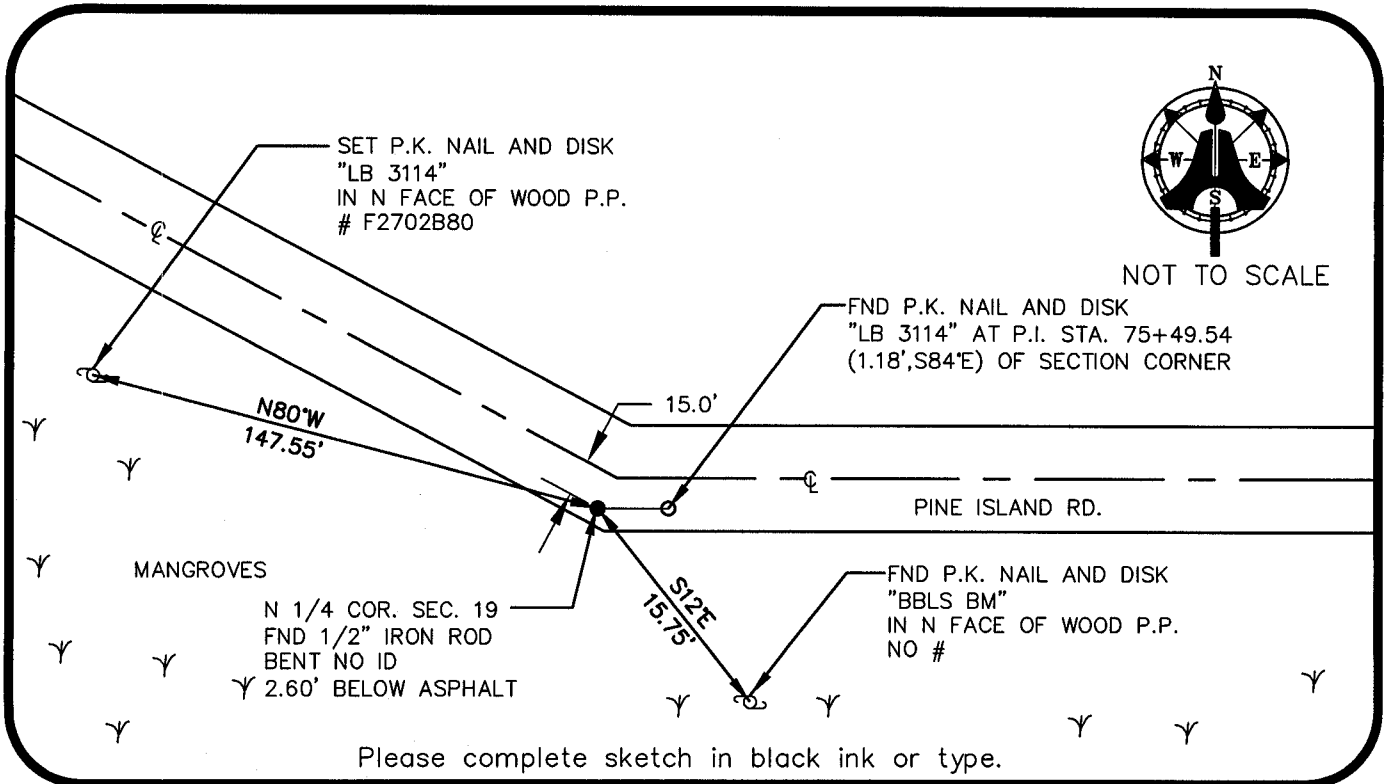 SET P.K. NAIL AND DISK
"LB 3114"
IN N FACE OF WOOD P.P.
# F2702B80
N
W
E
S
NOT TO SCALE
℄
FND P.K. NAIL AND DISK
"LB 3114" AT P.I. STA. 75+49.54
(1.18',S84°E) OF SECTION CORNER
15.0'
N80°W
147.55'
℄
PINE ISLAND RD.
MANGROVES
N 1/4 COR. SEC. 19
FND 1/2" IRON ROD
BENT NO ID
2.60' BELOW ASPHALT
S12°E
15.75'
FND P.K. NAIL AND DISK
"BBLS BM"
IN N FACE OF WOOD P.P.
NO #
Please complete sketch in black ink or type.